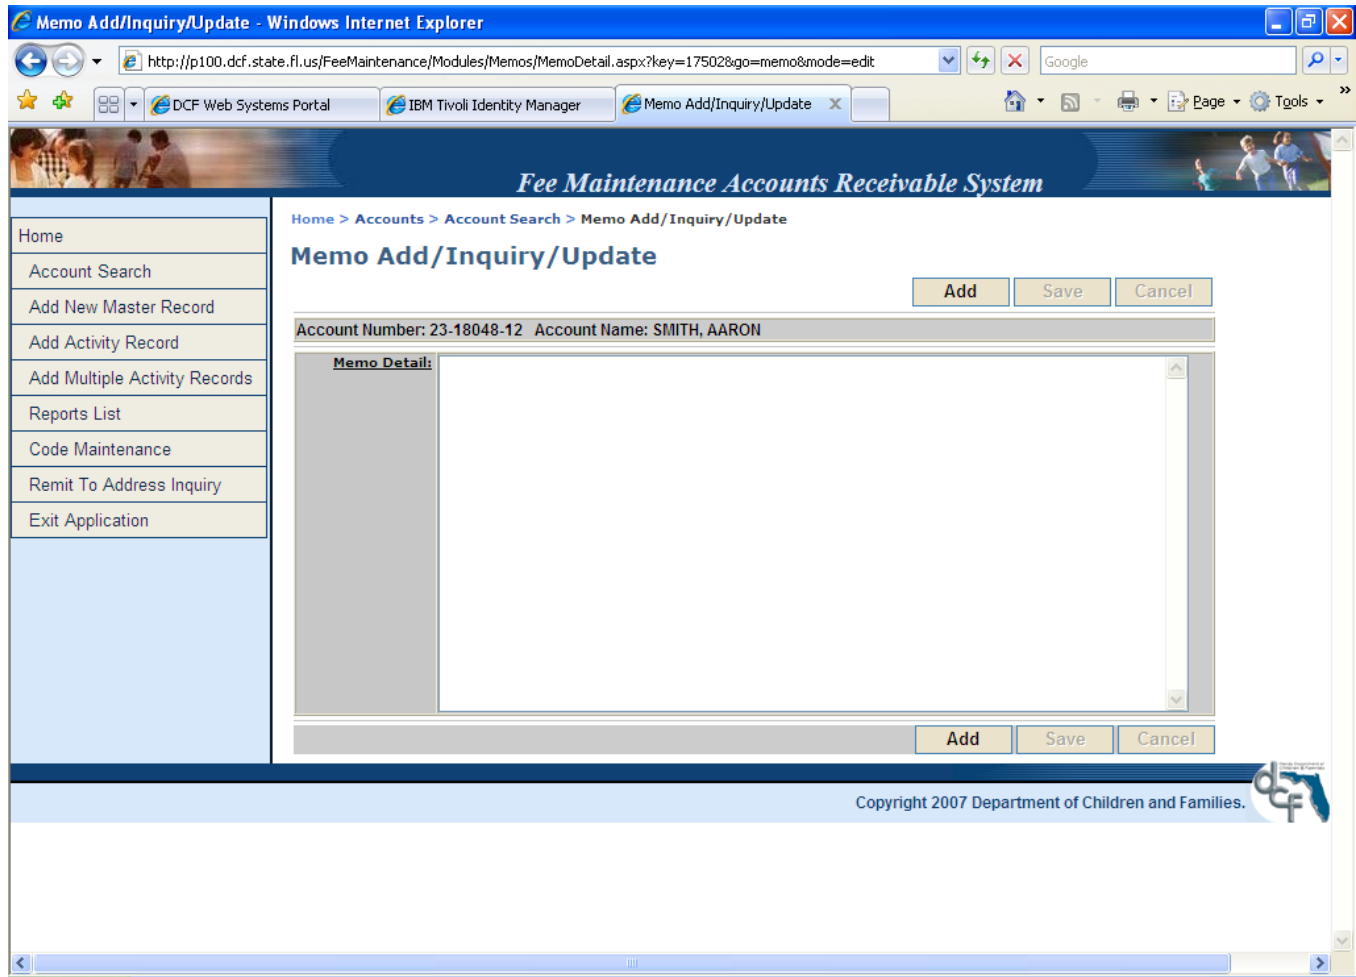 Memo Add/Inquiry/Update - Windows Internet Explorer
http://p100.dcf.state.fl.us/FeeMaintenance/Modules/Memos/MemoDetail.aspx?key=17502&go=memo&mode=edit
Google
DCF Web Systems Portal
IBM Tivoli Identity Manager
Memo Add/Inquiry/Update
Page
Tools
Fee Maintenance Accounts Receivable System
Home > Accounts > Account Search > Memo Add/Inquiry/Update
Memo Add/Inquiry/Update
Home
Account Search
Add New Master Record
Add Activity Record
Add Multiple Activity Records
Reports List
Code Maintenance
Remit To Address Inquiry
Exit Application
Add Save Cancel
Account Number: 23-18048-12 Account Name: SMITH, AARON
Memo Detail:
Add Save Cancel
Copyright 2007 Department of Children and Families.
dcf